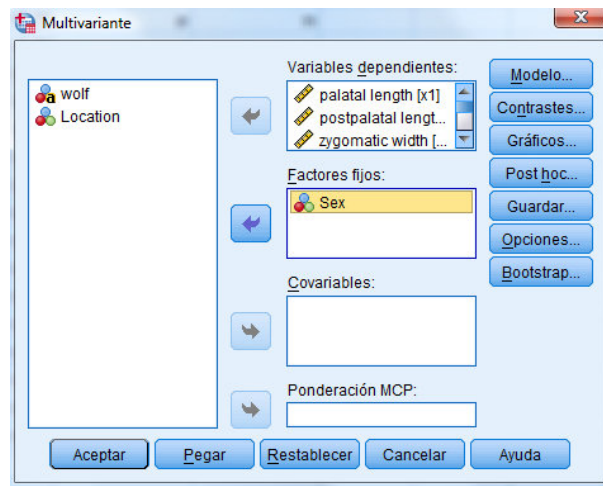 Multivariante
wolf
Location
Variables dependientes:
palatal length [x1]
postpalatal lengt...
zygomatic width [...
Factores fijos:
Sex
Covariables:
Ponderación MCP:
Modelo...
Contrastes...
Gráficos...
Post hoc...
Guardar...
Opciones...
Bootstrap...
Aceptar
Pegar
Restablecer
Cancelar
Ayuda